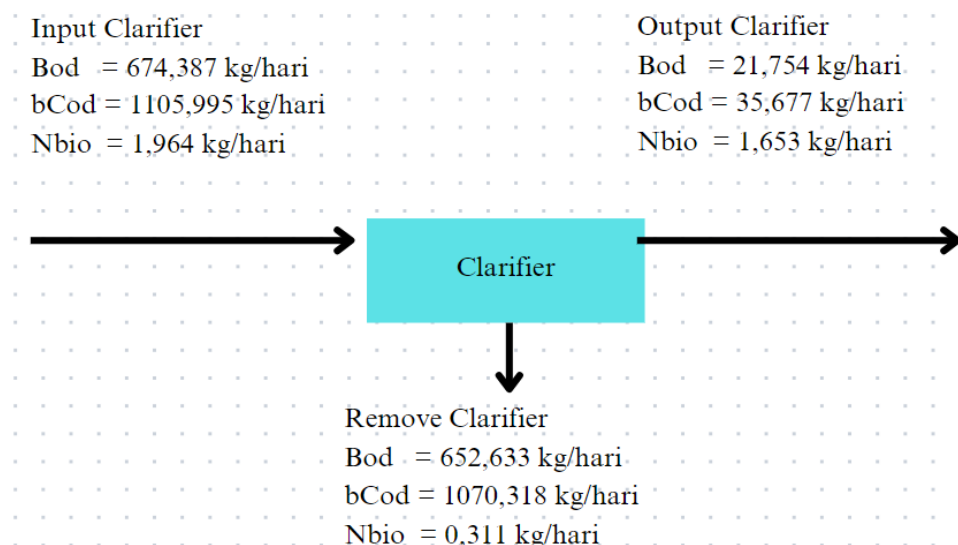 Input Clarifier
Bod = 674,387 kg/hari
bCod = 1105,995 kg/hari
Nbio = 1,964 kg/hari
Output Clarifier
Bod = 21,754 kg/hari
bCod = 35,677 kg/hari
Nbio = 1,653 kg/hari
Clarifier
Remove Clarifier
Bod = 652,633 kg/hari
bCod = 1070,318 kg/hari
Nbio = 0,311 kg/hari